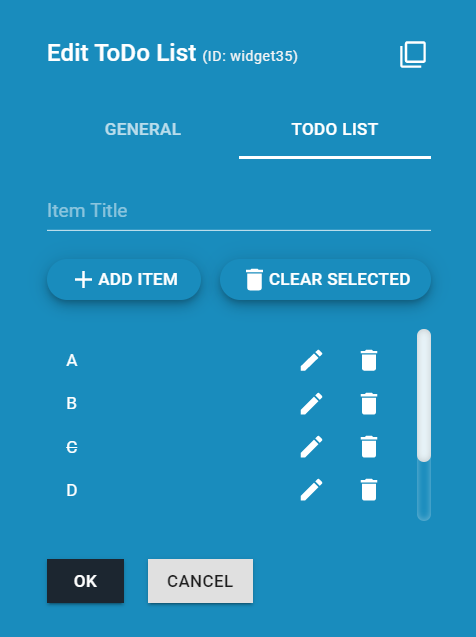 Edit ToDo List (ID: widget35)
GENERAL TODO LIST
Item Title
ADD ITEM CLEAR SELECTED
A
B
C
D
OK CANCEL